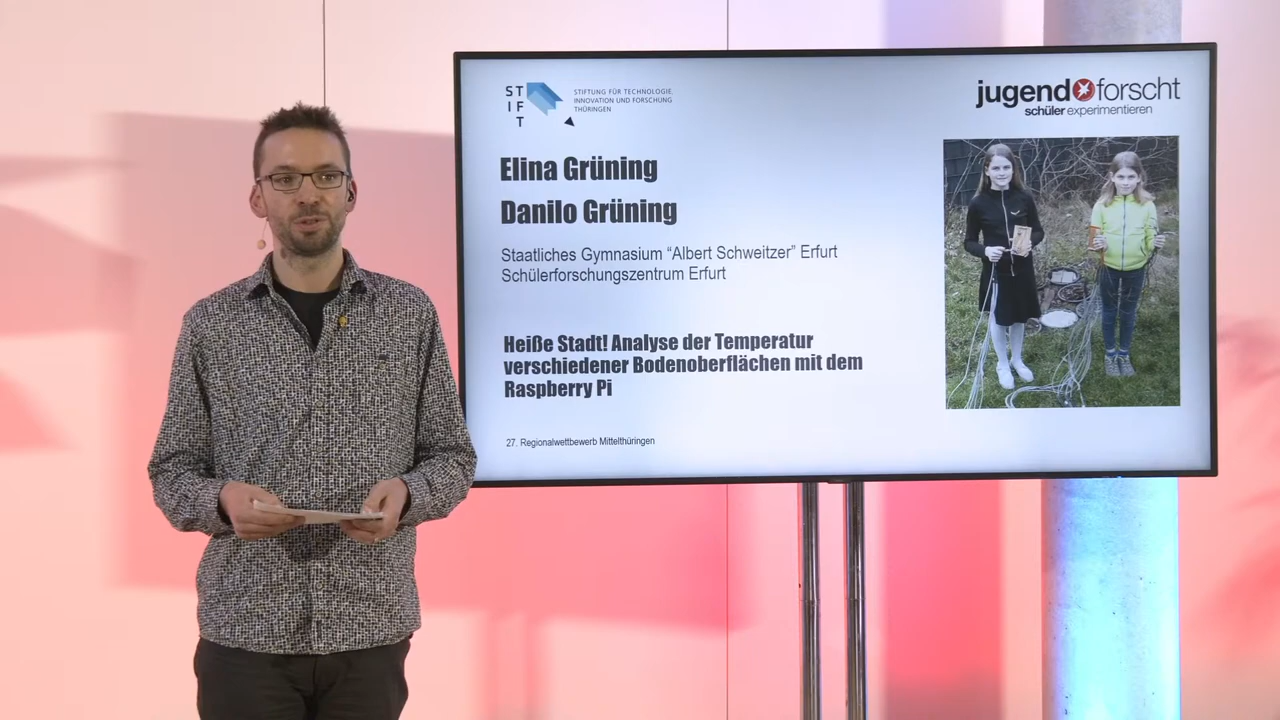 ST
IF
T
STIFTUNG FÜR TECHNOLOGIE,
INNOVATION UND FORSCHUNG
THÜRINGEN
jugend forscht
schüler experimentieren
Elina Grüning
Danilo Grüning
Staatliches Gymnasium “Albert Schweitzer” Erfurt
Schülerforschungszentrum Erfurt
Heiße Stadt! Analyse der Temperatur
verschiedener Bodenoberflächen mit dem
Raspberry Pi
27. Regionalwettbewerb Mittelthüringen